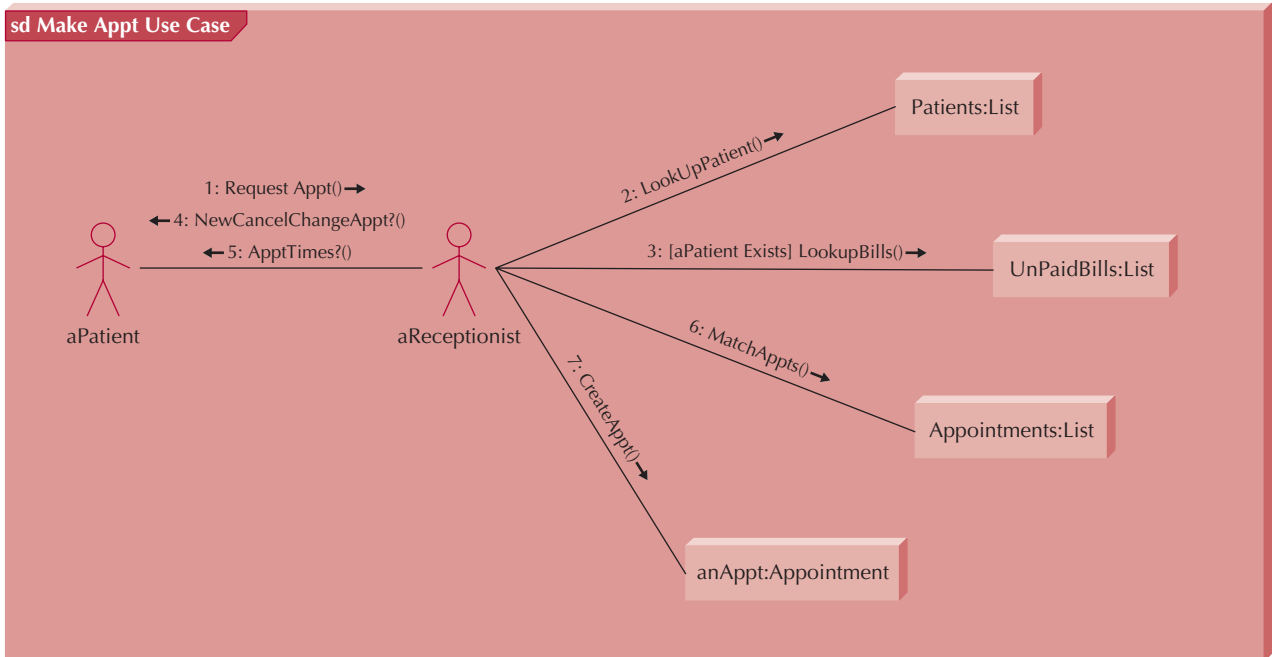 sd Make Appt Use Case
Patients:List
2: LookUpPatient()
1: Request Appt()
4: NewCancelChangeAppt?()
5: ApptTimes?()
3: [aPatient Exists] LookupBills()
UnPaidBills:List
aPatient
aReceptionist
6: MatchAppts()
7: CreateAppt()
Appointments:List
anAppt:Appointment